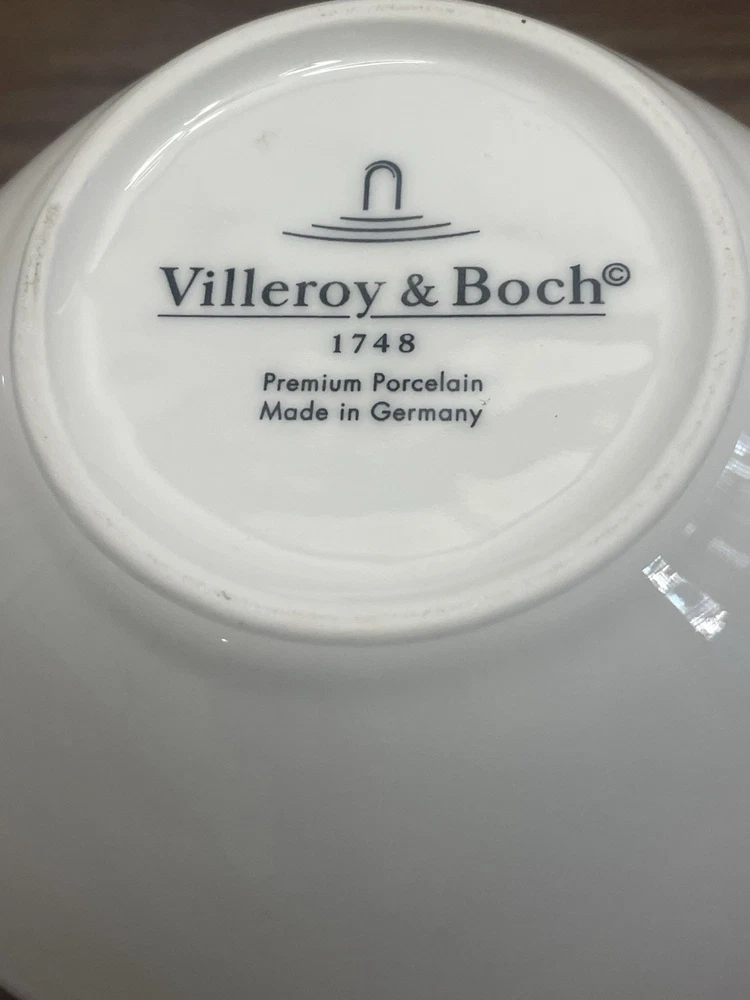 Villeroy & Boch©
1748
Premium Porcelain
Made in Germany